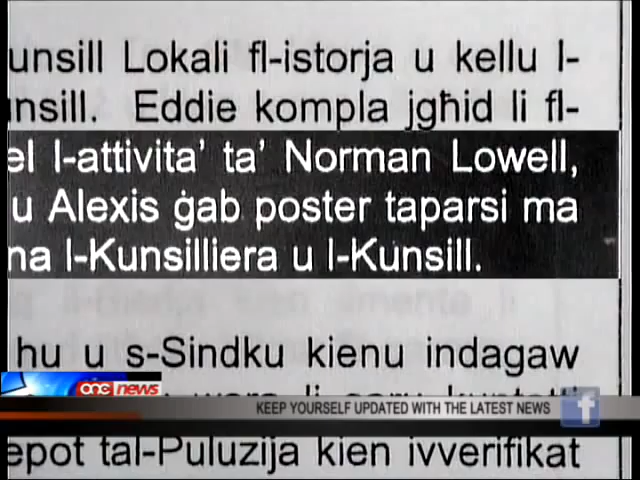 unsill Lokali fl-istorja u kellu l-
unsill. Eddie kompla jgħid li fl-
el l-attivita' ta' Norman Lowell,
u Alexis ġab poster taparsi ma
na l-Kunsilliera u l-Kunsill.
hu u s-Sindku kienu indagaw
one news
KEEP YOURSELF UPDATED WITH THE LATEST NEWS f
epot tal-Puluzija kien ivverifikat